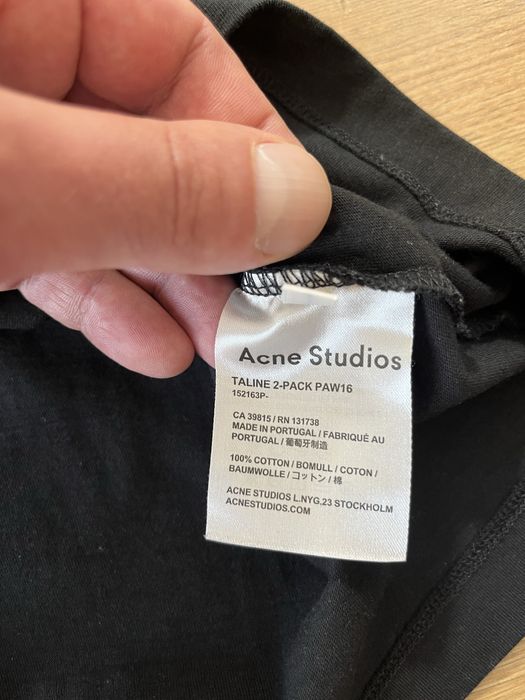 Acne Studios
TALINE 2-PACK PAW16
152163P-
CA 39815 / RN 131738
MADE IN PORTUGAL / FABRIQUÉ AU
PORTUGAL / 葡萄牙制造
100% COTTON / BOMULL / COTON /
BAUMWOLLE / コットン / 棉
ACNE STUDIOS L.NYG.23 STOCKHOLM
ACNESTUDIOS.COM